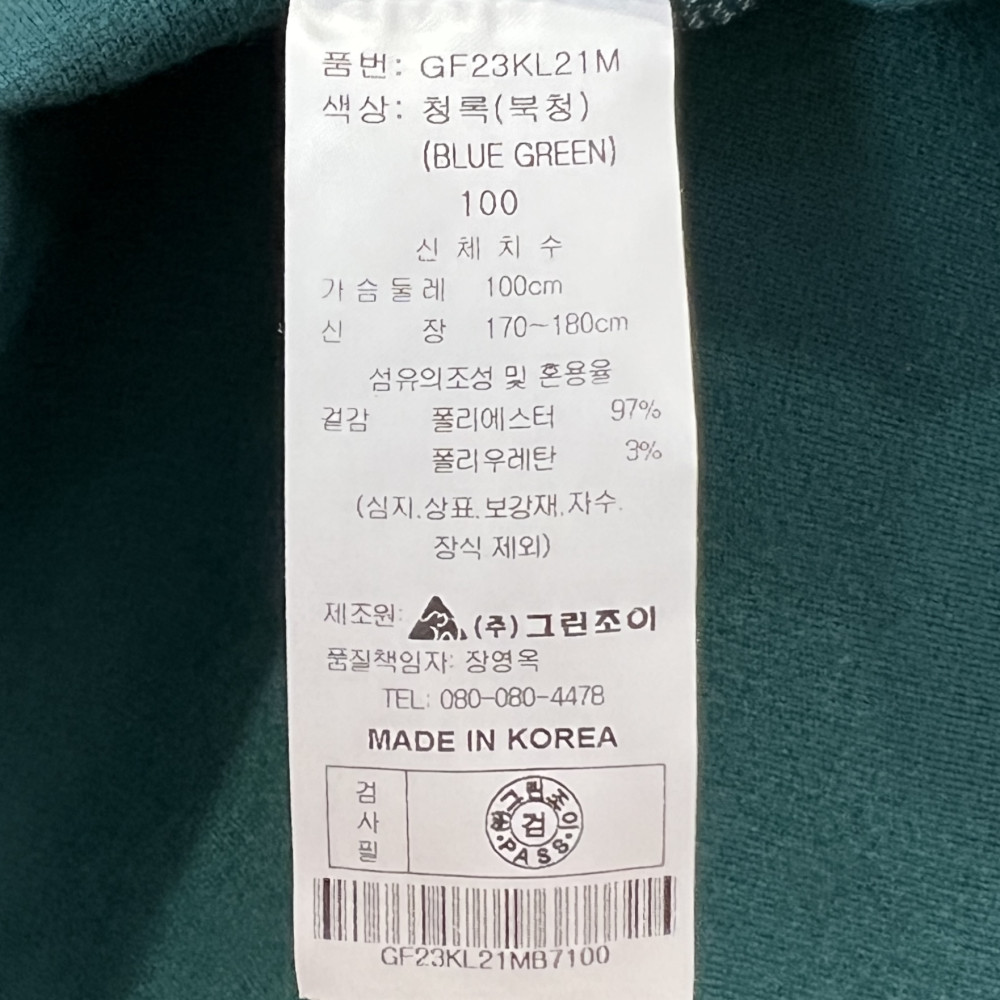 품번: GF23KL21M
색상: 청록(북청)
(BLUE GREEN)
100
신 체 치 수
가 슴 둘 레 100cm
신 장 170~180cm
섬유의조성 및 혼용율
겉감 폴리에스터 97%
폴리우레탄 3%
(심지.상표.보강재.자수.
장식 제외)
제조원: (주)그린조이
품질책임자: 장영옥
TEL: 080-080-4478
MADE IN KOREA
검
사
필
그린조이
검
PASS
GF23KL21MB7100